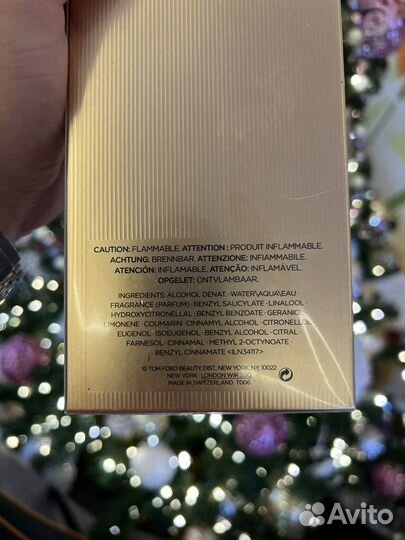 CAUTION: FLAMMABLE. ATTENTION : PRODUIT INFLAMMABLE.
ACHTUNG: BRENNBAR. ATTENZIONE: INFIAMMABILE.
ATENCIÓN: INFLAMABLE. ATENÇÃO: INFLAMÁVEL.
OPGELET: ONTVLAMBAAR.
INGREDIENTS: ALCOHOL DENAT. • WATER\AQUA\EAU •
FRAGRANCE (PARFUM) • BENZYL SALICYLATE • LINALOOL •
HYDROXYCITRONELLAL • BENZYL BENZOATE • GERANIOL
LIMONENE • COUMARIN • CINNAMYL ALCOHOL • CITRONELLOL
EUGENOL • ISOEUGENOL • BENZYL ALCOHOL • CITRAL
FARNESOL • CINNAMAL • METHYL 2-OCTYNOATE •
BENZYL CINNAMATE <ILN34117>
© TOM FORD BEAUTY, DIST, NEW YORK, NY, 10022
NEW YORK • LONDON W1K
MADE IN SWITZERLAND T006
Avito